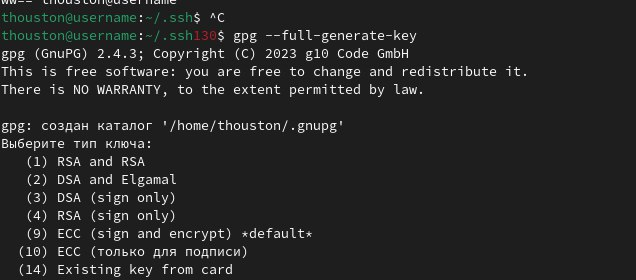 ww== thouston@username
thouston@username:~/.ssh$ ^C
thouston@username:~/.ssh130$ gpg --full-generate-key
gpg (GnuPG) 2.4.3; Copyright (C) 2023 g10 Code GmbH
This is free software: you are free to change and redistribute it.
There is NO WARRANTY, to the extent permitted by law.

gpg: создан каталог '/home/thouston/.gnupg'
Выберите тип ключа:
   (1) RSA and RSA
   (2) DSA and Elgamal
   (3) DSA (sign only)
   (4) RSA (sign only)
   (9) ECC (sign and encrypt) *default*
  (10) ECC (только для подписи)
  (14) Existing key from card